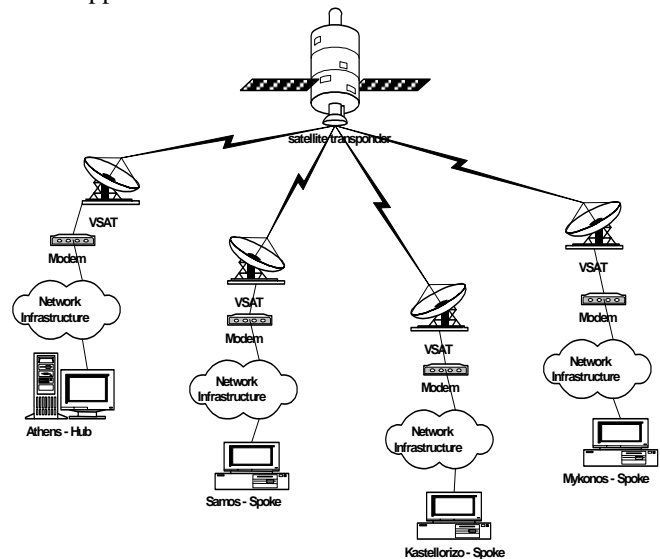 satellite transponder
VSAT
Modem
Network
Infrastructure
Athens - Hub
VSAT
Modem
Network
Infrastructure
Samos - Spoke
VSAT
Modem
Network
Infrastructure
Kastellorizo - Spoke
VSAT
Modem
Network
Infrastructure
Mykonos - Spoke